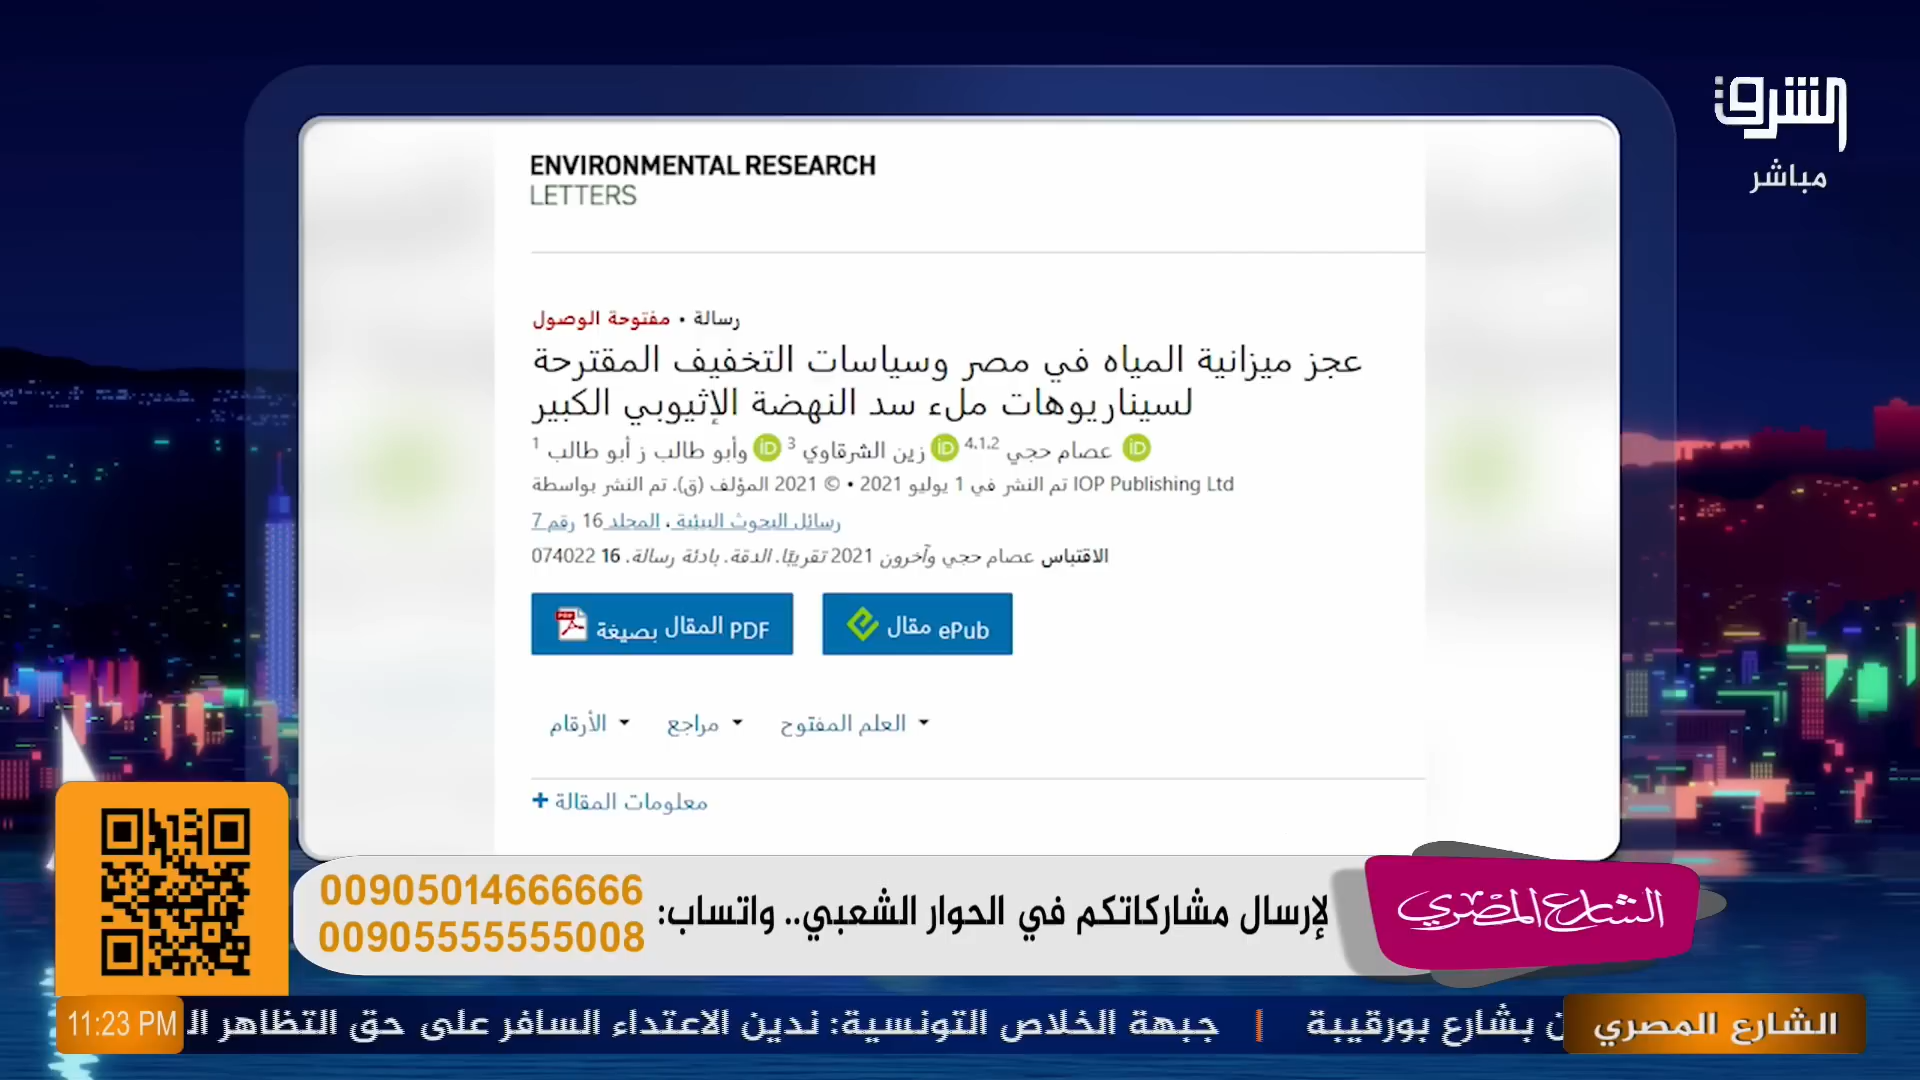 الشرق
مباشر
ENVIRONMENTAL RESEARCH
LETTERS
رسالة • مفتوحة الوصول
عجز ميزانية المياه في مصر وسياسات التخفيف المقترحة
لسيناريوهات ملء سد النهضة الإثيوبي الكبير
عصام حجي 4,1,2 زين الشرقاوي 3 وأبو طالب ز أبو طالب 1
تم النشر في 1 يوليو 2021 • © 2021 المؤلف (ق). تم النشر بواسطة IOP Publishing Ltd
رسائل البحوث البيئية ، المجلد 16 رقم 7
الاقتباس عصام حجي وآخرون 2021 تقريبًا. الدقة. بادئة رسالة. 16 074022
PDF المقال بصيغة
ePub مقال
الأرقام
مراجع
العلم المفتوح
+ معلومات المقالة
الشارع المصري
لإرسال مشاركاتكم في الحوار الشعبي.. واتساب:
00905014666666
00905555555008
الشارع المصري
ن بشارع بورقيبة | جبهة الخلاص التونسية: ندين الاعتداء السافر على حق التظاهر ال
11:23 PM